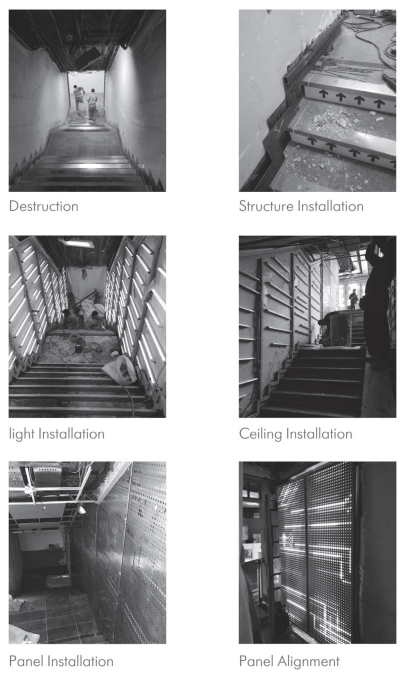 Destruction
Structure Installation
light Installation
Ceiling Installation
Panel Installation
Panel Alignment